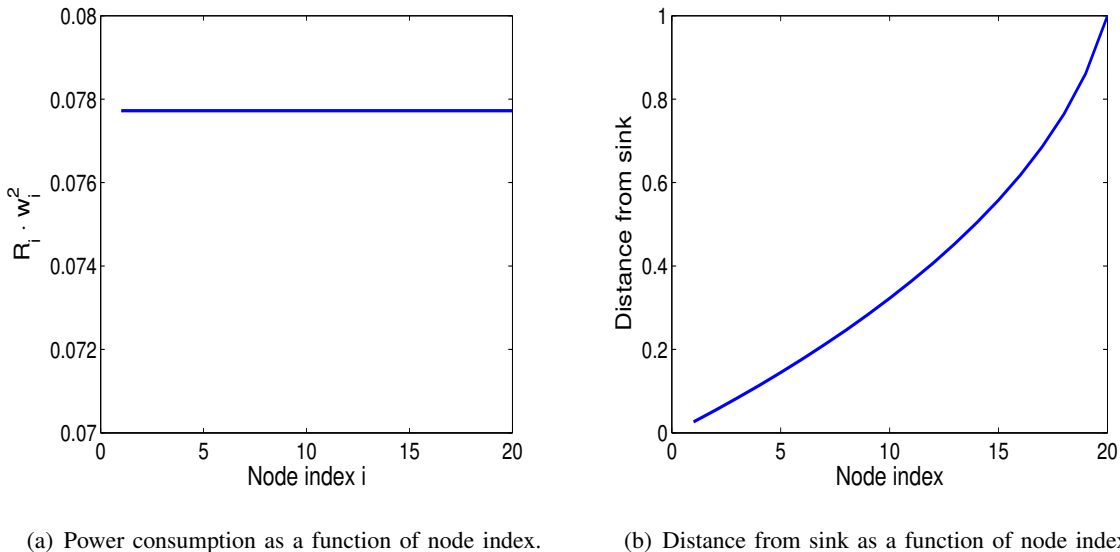 0.08
0.078
0.076
0.074
0.072
0.07
R_i · w_i^2
0 5 10 15 20
Node index i
(a) Power consumption as a function of node index.
1
0.8
0.6
0.4
0.2
0
Distance from sink
0 5 10 15 20
Node index
(b) Distance from sink as a function of node index